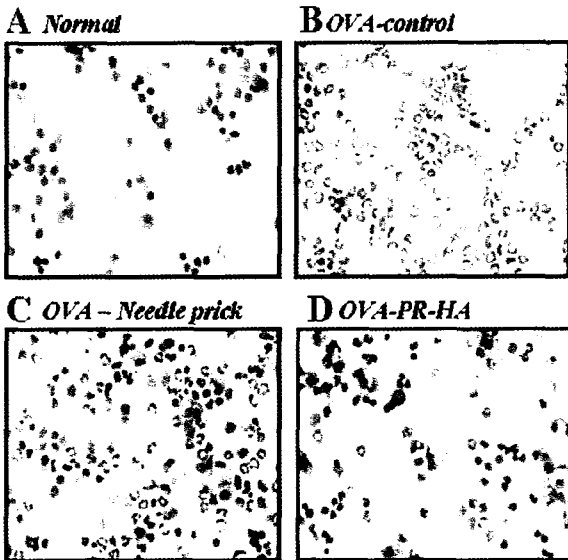 A Normal
B OVA-control
C OVA – Needle prick
D OVA-PR-HA